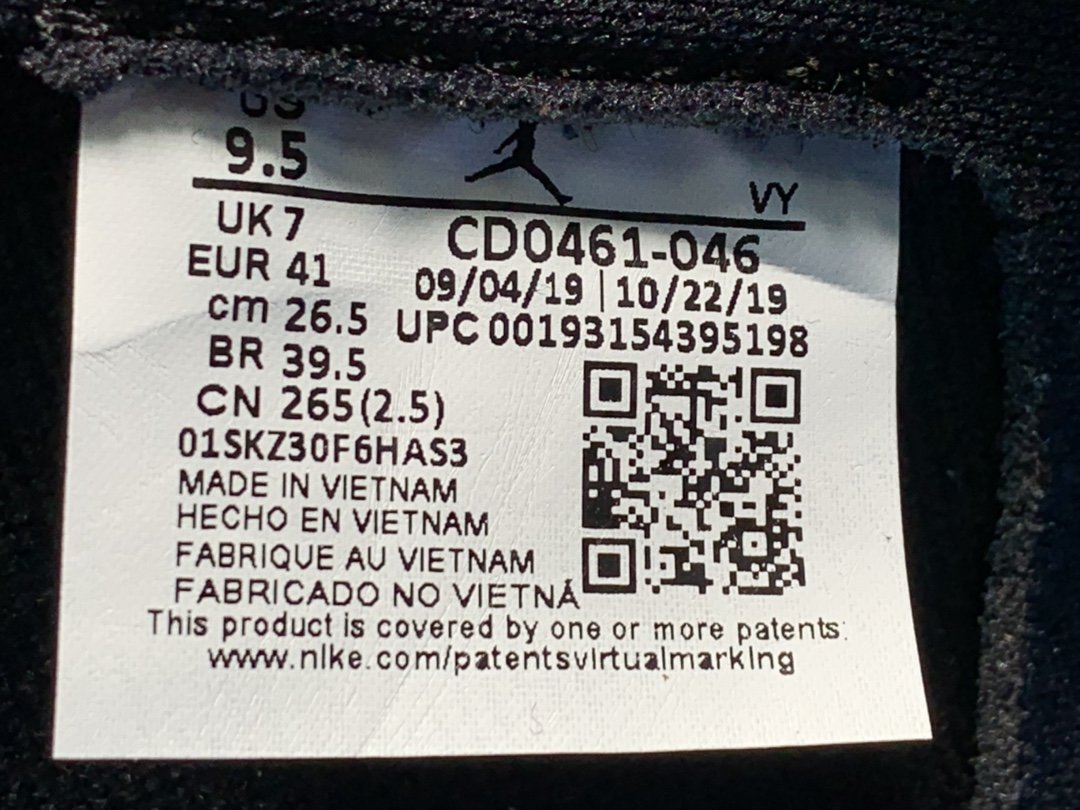 US
9.5
VY
UK 7
CD0461-046
EUR 41
09/04/19 | 10/22/19
cm 26.5
UPC 00193154395198
BR 39.5
CN 265(2.5)
01SKZ30F6HAS3
MADE IN VIETNAM
HECHO EN VIETNAM
FABRIQUE AU VIETNAM
FABRICADO NO VIETNÁ
This product is covered by one or more patents:
www.nike.com/patentsvirtualmarking